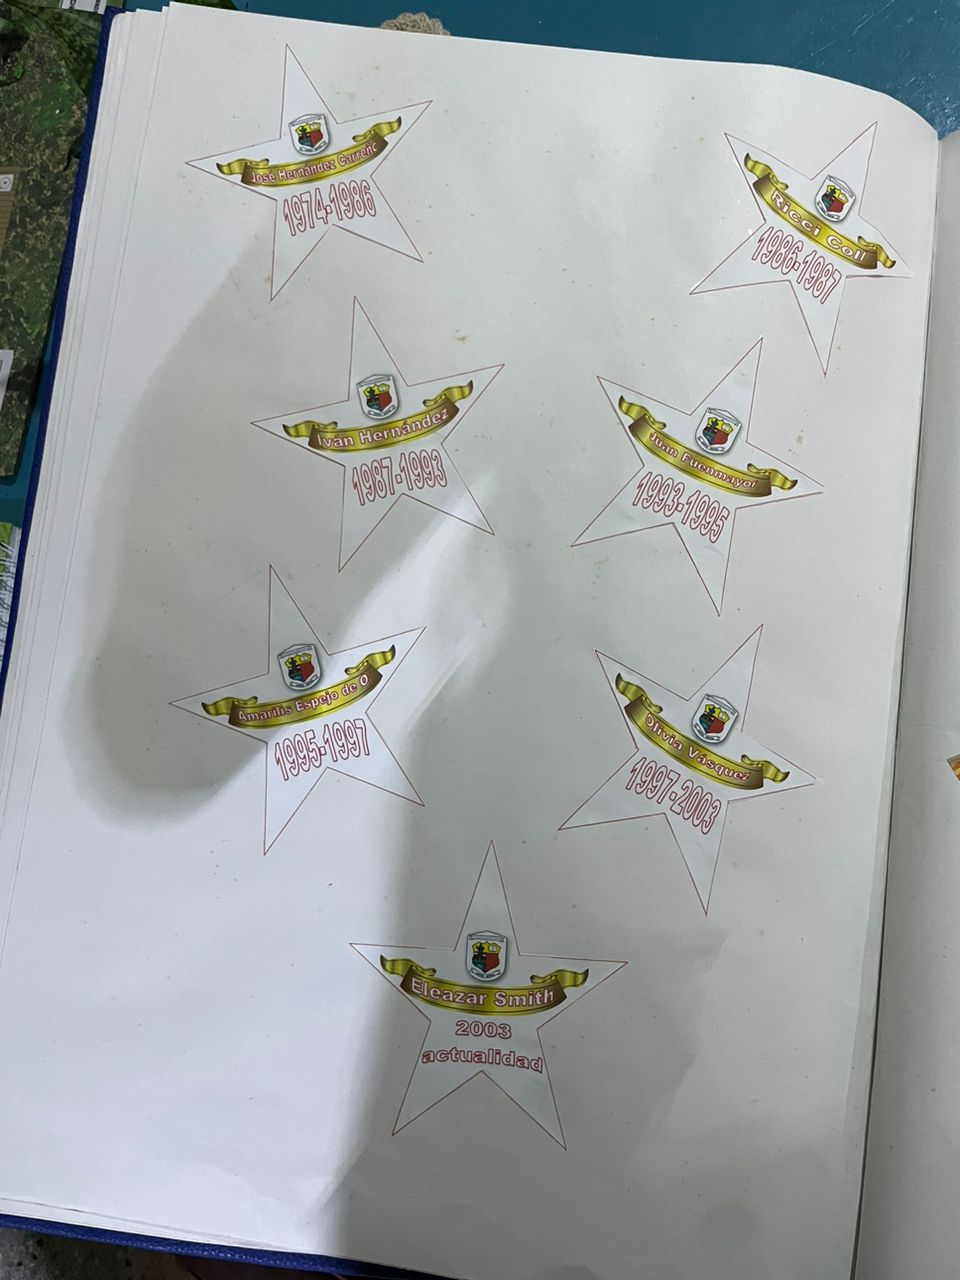 José Hernández Carreño
1974-1986
Ricci Coll
1986-1987
Iván Hernández
1987-1993
Juan Fuenmayor
1993-1995
Amarilis Espejo de O.
1995-1997
Olivia Vásquez
1997-2003
Eleazar Smith
2003
actualidad